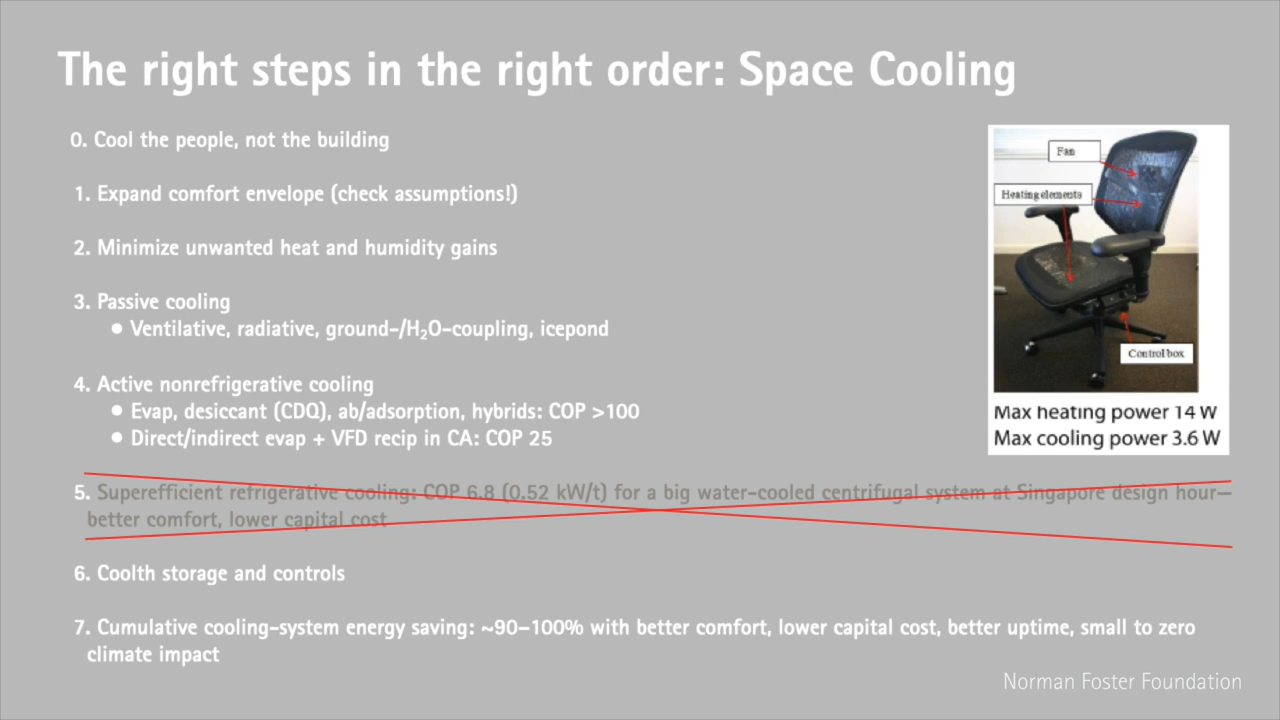 The right steps in the right order: Space Cooling
0. Cool the people, not the building
1. Expand comfort envelope (check assumptions!)
2. Minimize unwanted heat and humidity gains
3. Passive cooling
● Ventilative, radiative, ground-/H₂O-coupling, icepond
4. Active nonrefrigerative cooling
● Evap, desiccant (CDQ), ab/adsorption, hybrids: COP >100
● Direct/indirect evap + VFD recip in CA: COP 25
5. Superefficient refrigerative cooling: COP 6.8 (0.52 kW/t) for a big water-cooled centrifugal system at Singapore design hour—
better comfort, lower capital cost
6. Coolth storage and controls
7. Cumulative cooling-system energy saving: ~90–100% with better comfort, lower capital cost, better uptime, small to zero
climate impact
Fan
Heating elements
Control box
Max heating power 14 W
Max cooling power 3.6 W
Norman Foster Foundation